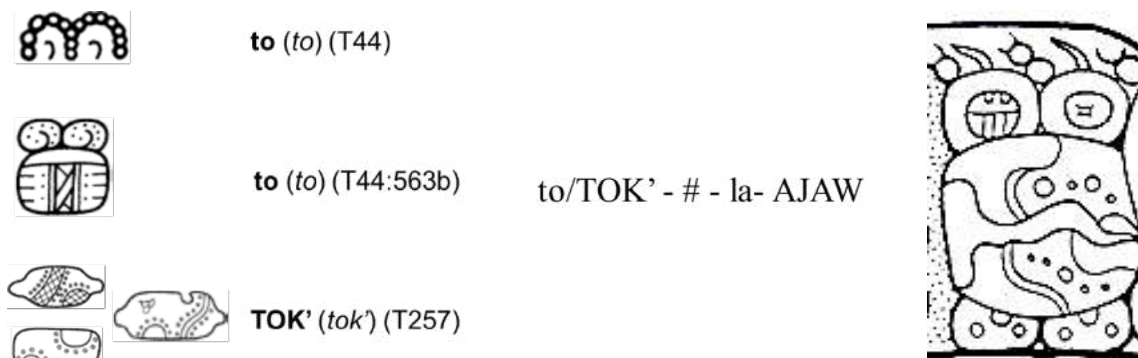 to (to) (T44)
to (to) (T44:563b)
to/TOK’ - # - la- AJAW
TOK’ (tok’) (T257)